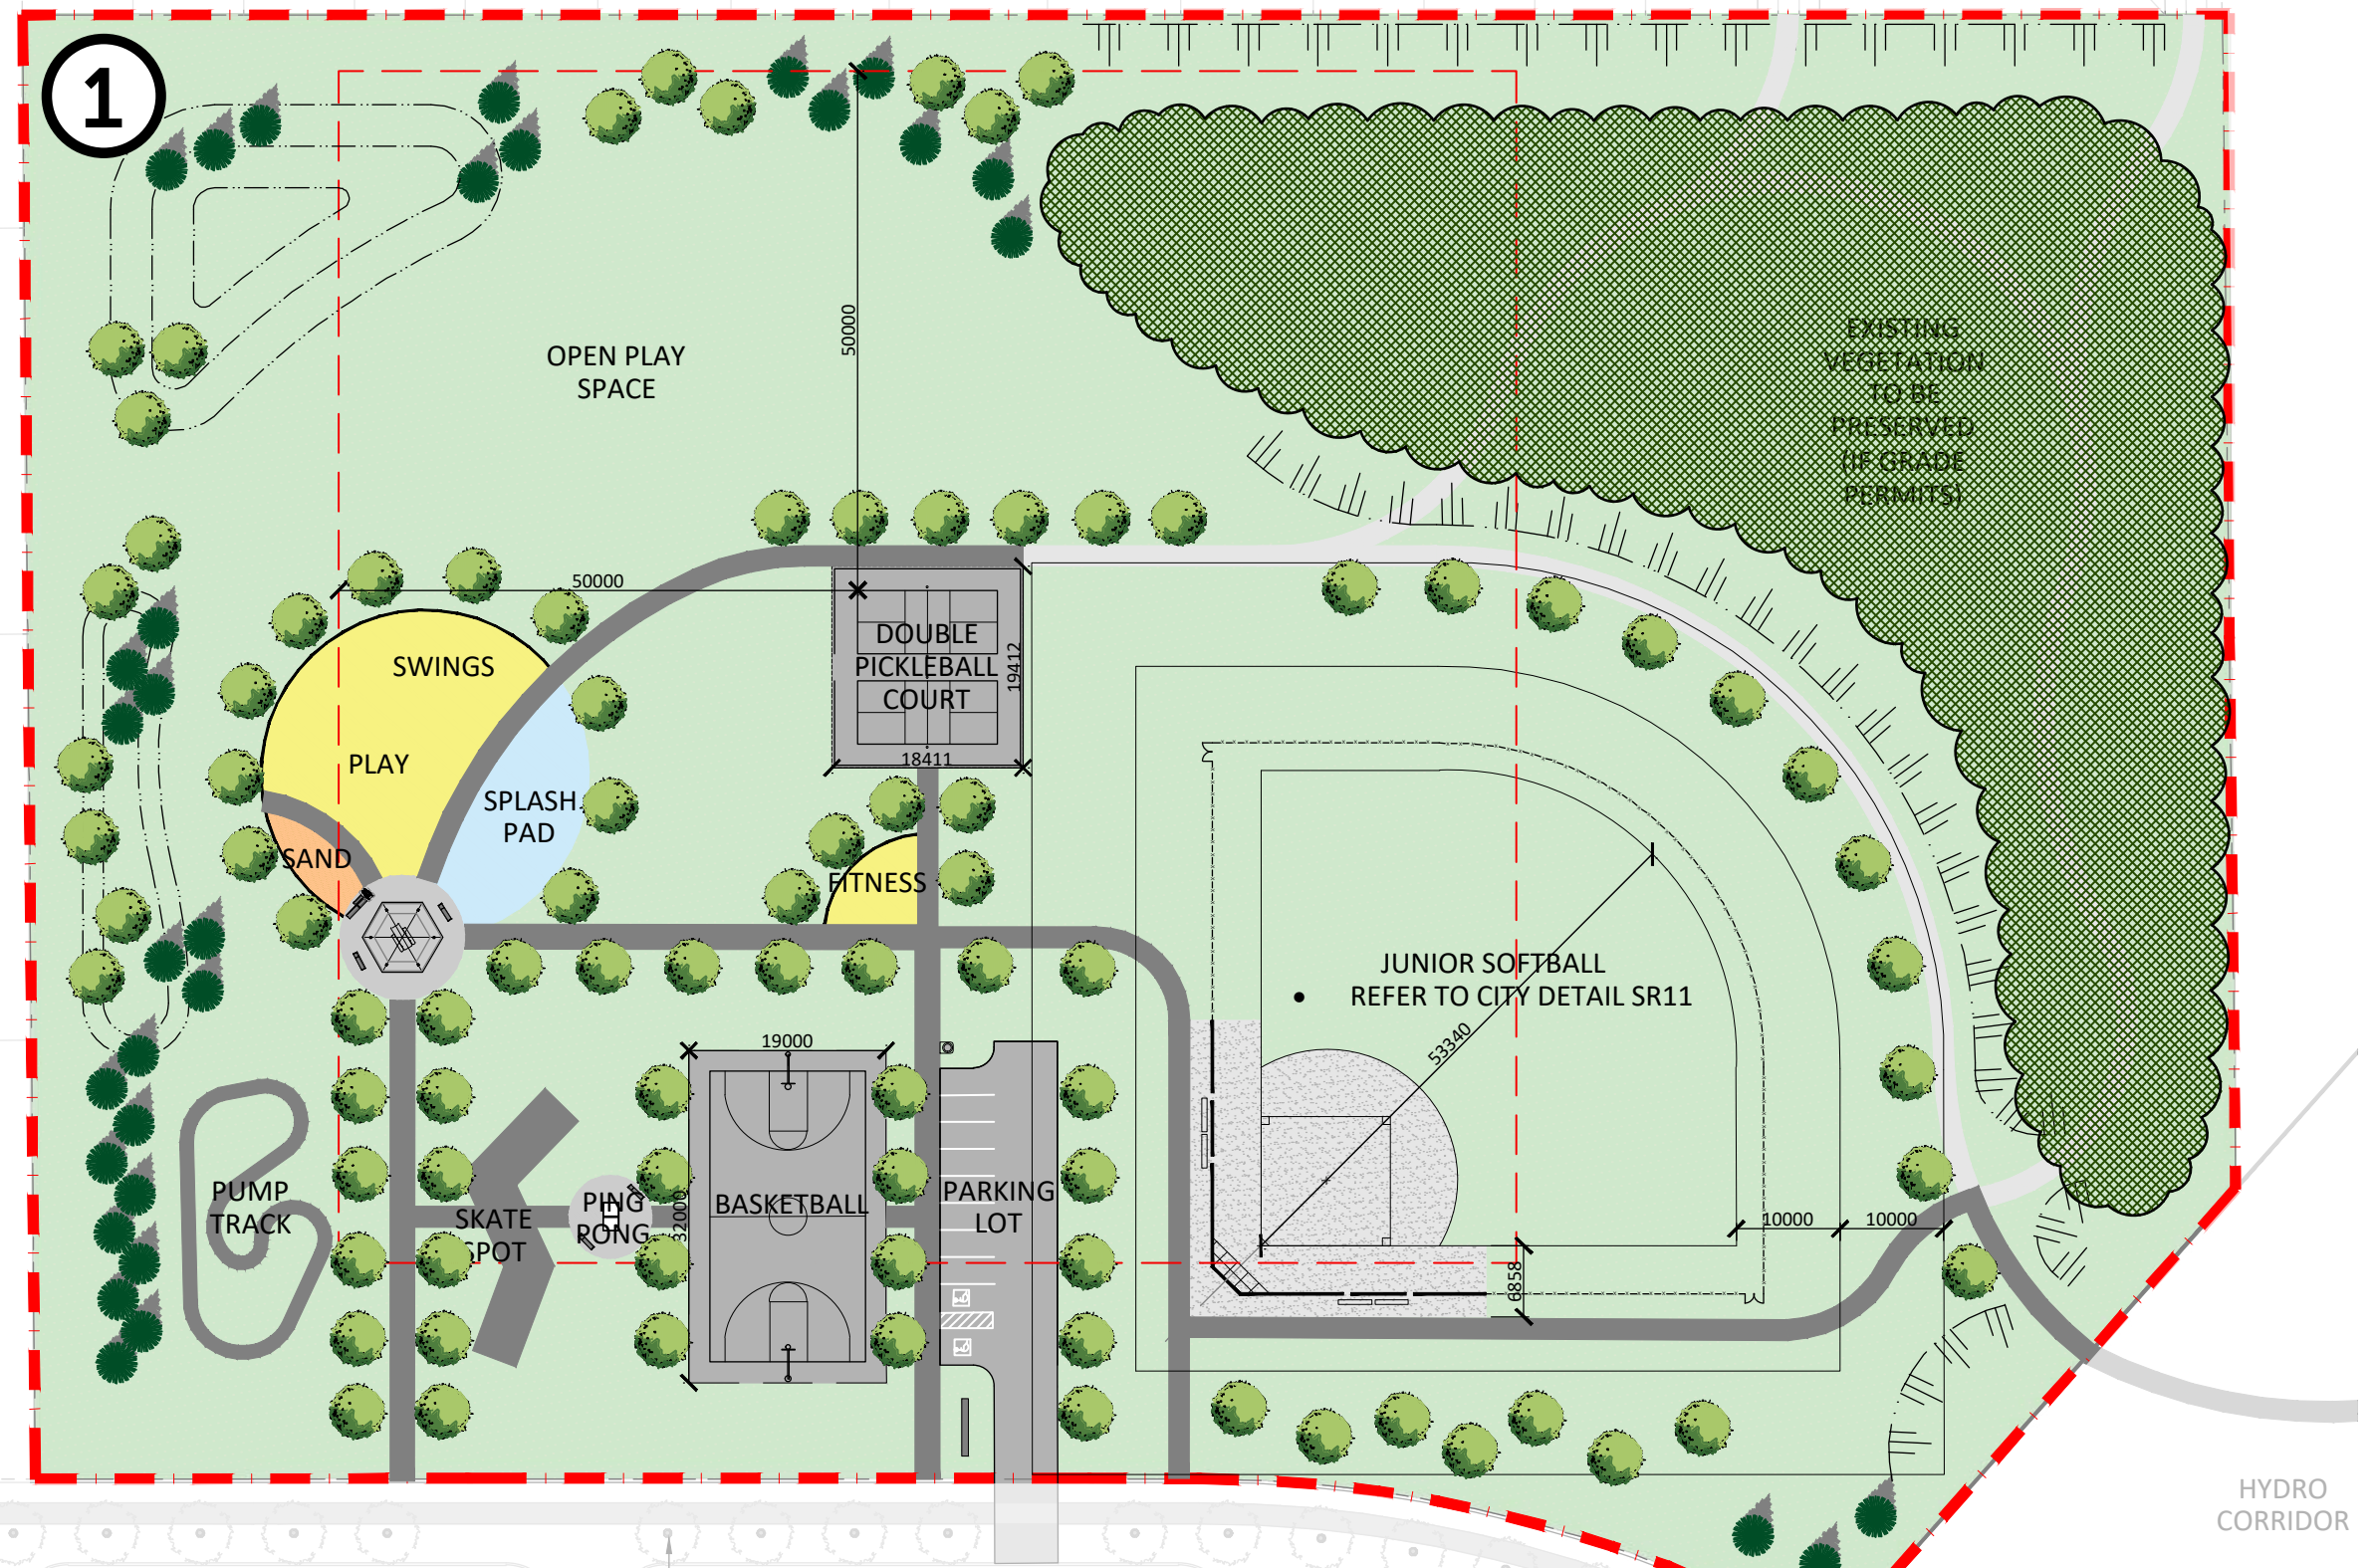 1
50000
OPEN PLAY
SPACE
EXISTING
VEGETATION
TO BE
PRESERVED
(IF GRADE
PERMITS)
50000
SWINGS
DOUBLE
PICKLEBALL
COURT
19412
18411
PLAY
SPLASH
PAD
SAND
FITNESS
JUNIOR SOFTBALL
REFER TO CITY DETAIL SR11
53340
19000
32000
PUMP
TRACK
SKATE
SPOT
PING
PONG
BASKETBALL
PARKING
LOT
10000
10000
6858
HYDRO
CORRIDOR